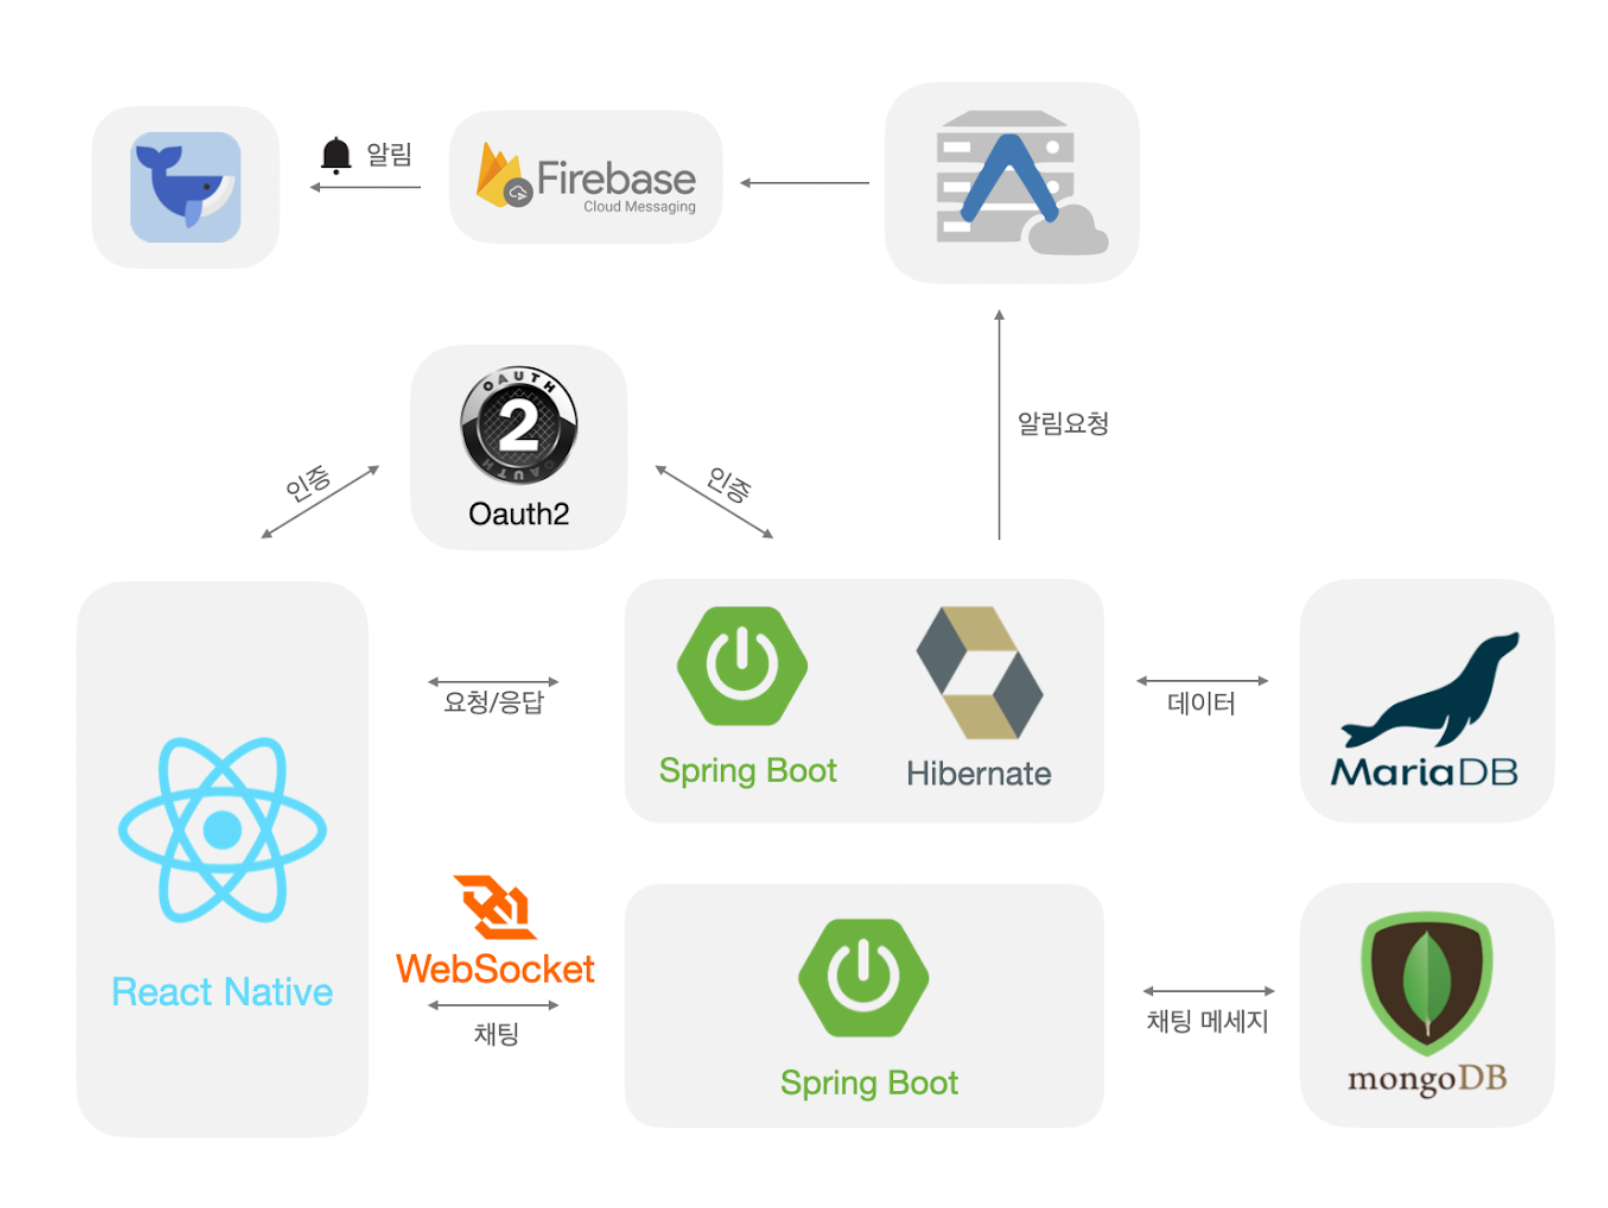 알림
Firebase
Cloud Messaging
OAUTH
2
OAUTH
Oauth2
인증
인증
알림요청
요청/응답
Spring Boot
Hibernate
데이터
MariaDB
React Native
WebSocket
채팅
Spring Boot
채팅 메세지
mongoDB